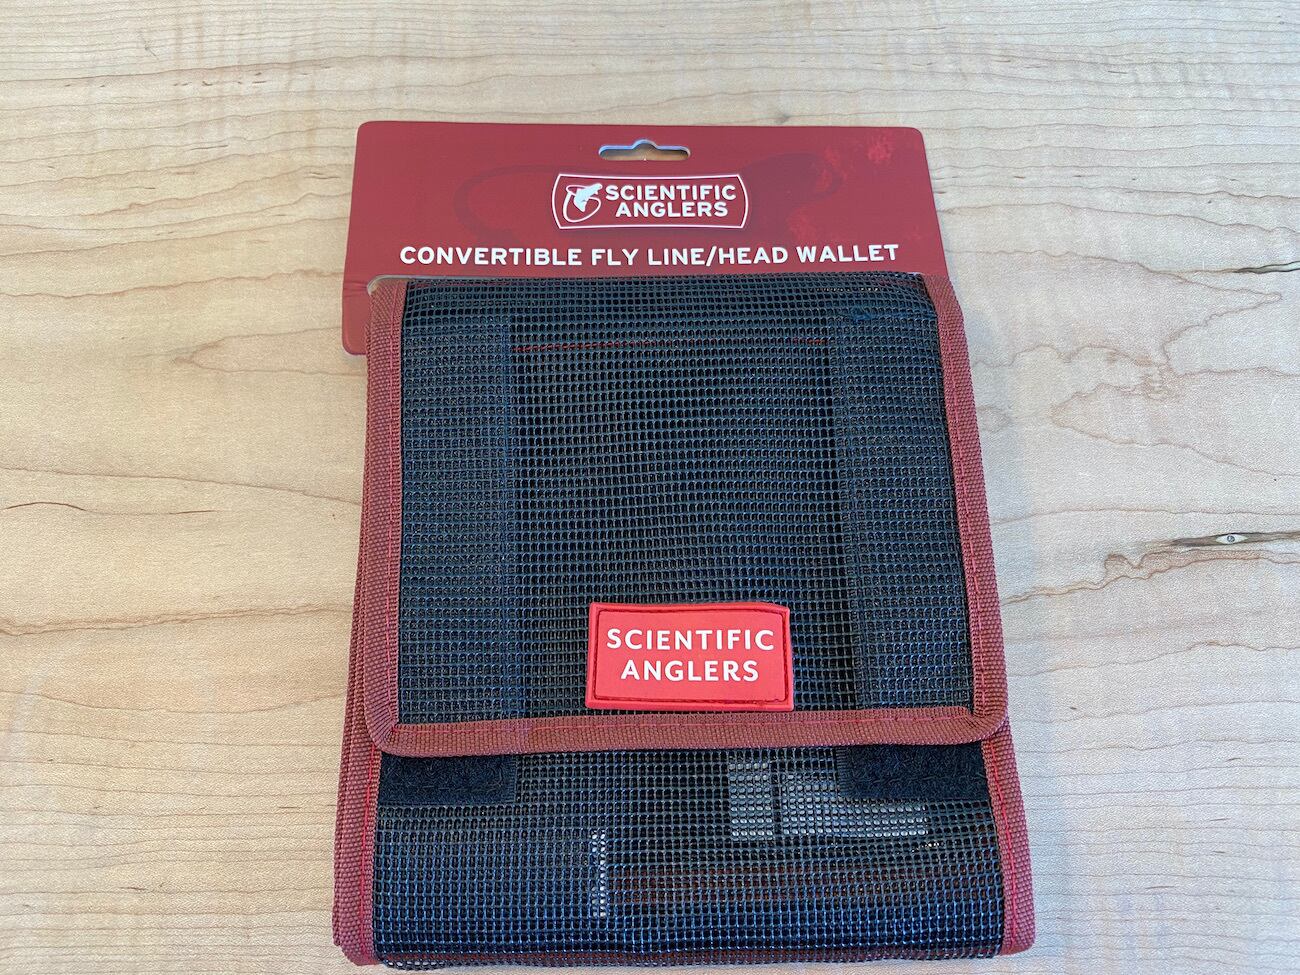 SCIENTIFIC
ANGLERS
CONVERTIBLE FLY LINE/HEAD WALLET
SCIENTIFIC
ANGLERS